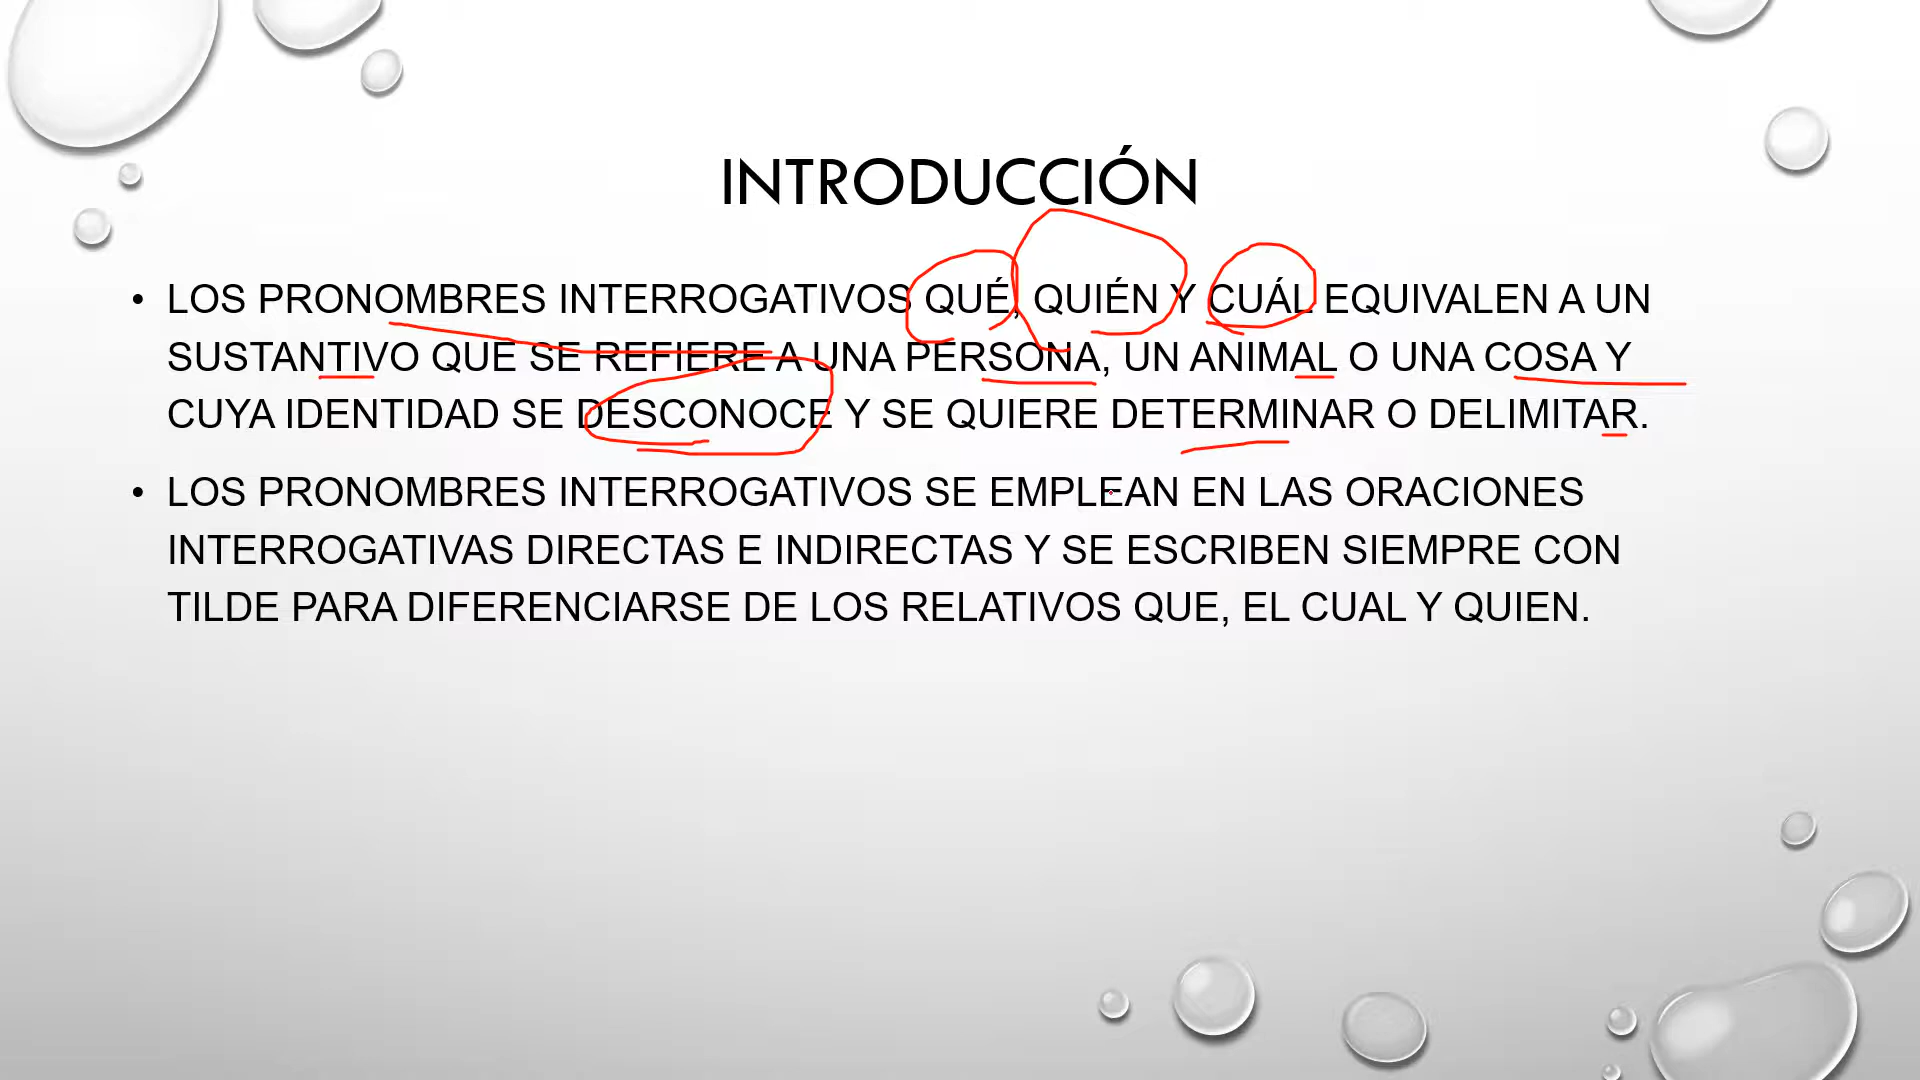 INTRODUCCIÓN
• LOS PRONOMBRES INTERROGATIVOS QUÉ, QUIÉN Y CUÁL EQUIVALEN A UN
SUSTANTIVO QUE SE REFIERE A UNA PERSONA, UN ANIMAL O UNA COSA Y
CUYA IDENTIDAD SE DESCONOCE Y SE QUIERE DETERMINAR O DELIMITAR.
• LOS PRONOMBRES INTERROGATIVOS SE EMPLEAN EN LAS ORACIONES
INTERROGATIVAS DIRECTAS E INDIRECTAS Y SE ESCRIBEN SIEMPRE CON
TILDE PARA DIFERENCIARSE DE LOS RELATIVOS QUE, EL CUAL Y QUIEN.